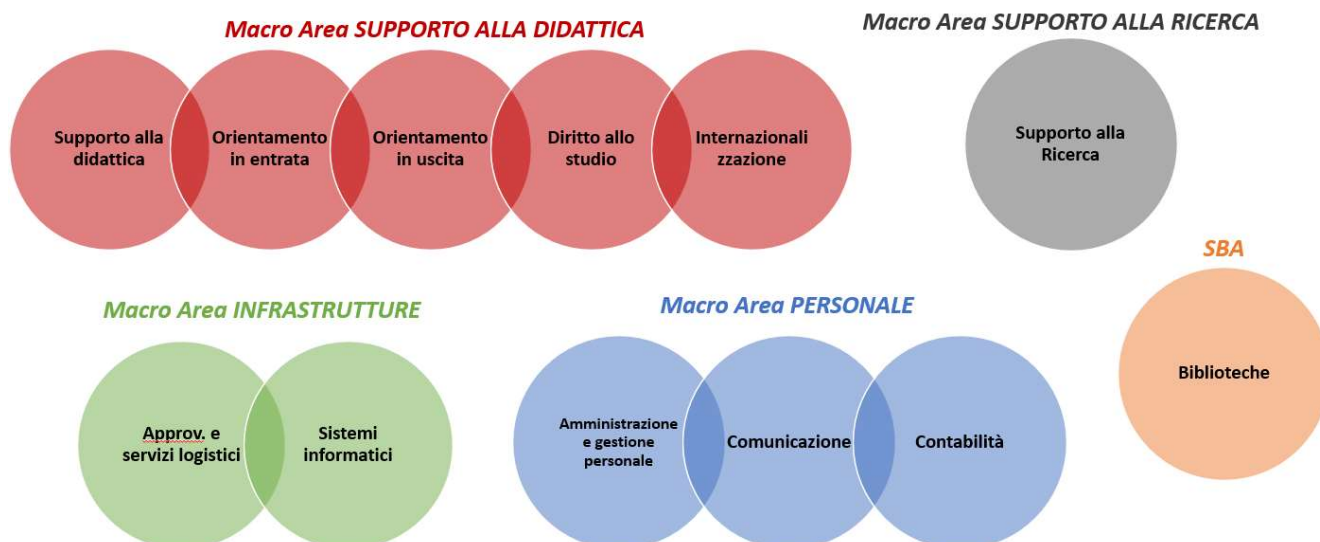 Macro Area SUPPORTO ALLA DIDATTICA
Supporto alla
didattica
Orientamento
in entrata
Orientamento
in uscita
Diritto allo
studio
Internazionali
zzazione
Macro Area SUPPORTO ALLA RICERCA
Supporto alla
Ricerca
SBA
Biblioteche
Macro Area INFRASTRUTTURE
Approv. e
servizi logistici
Sistemi
informatici
Macro Area PERSONALE
Amministrazione
e gestione
personale
Comunicazione
Contabilità